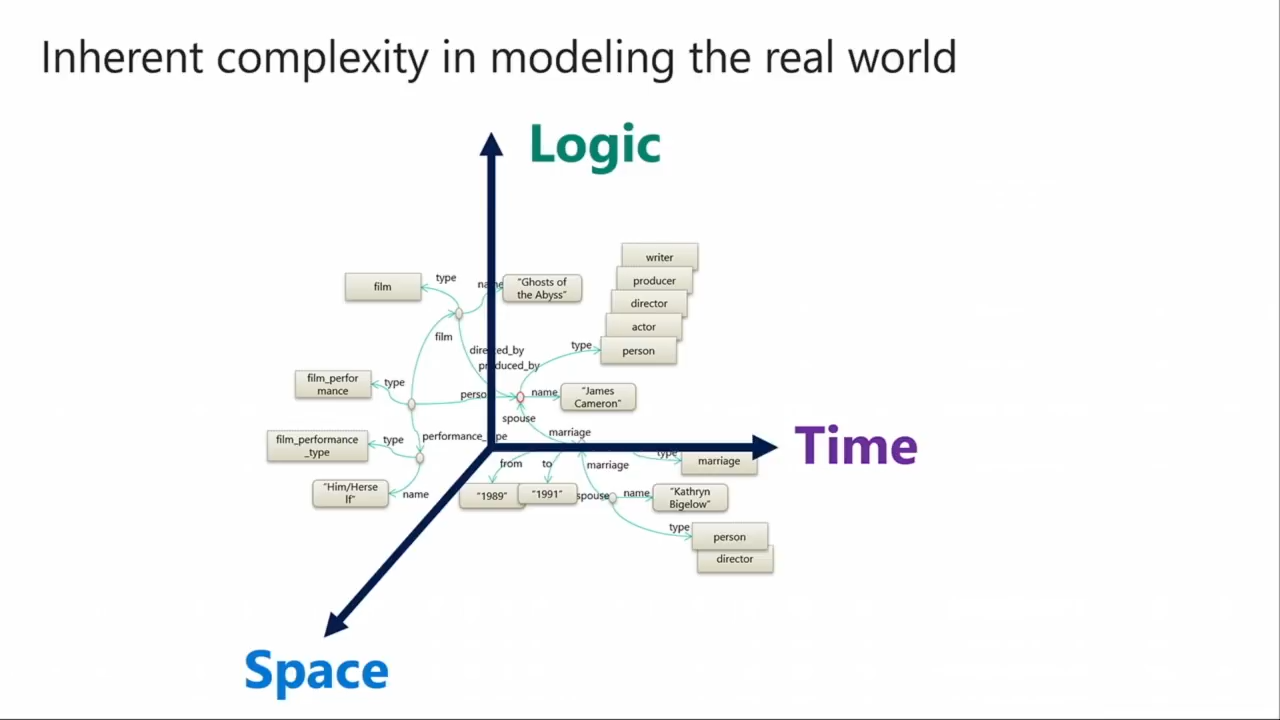 Inherent complexity in modeling the real world
Logic
writer
producer
director
actor
person
type
film
type
name
"Ghosts of
the Abyss"
film
directed_by
produced_by
film_perfor
mance
type
person
name
"James
Cameron"
spouse
marriage
film_performance
_type
type
performance_type
Time
from
to
marriage
type
marriage
"Him/Herse
lf"
name
"1989"
"1991"
spouse
name
"Kathryn
Bigelow"
type
person
director
Space